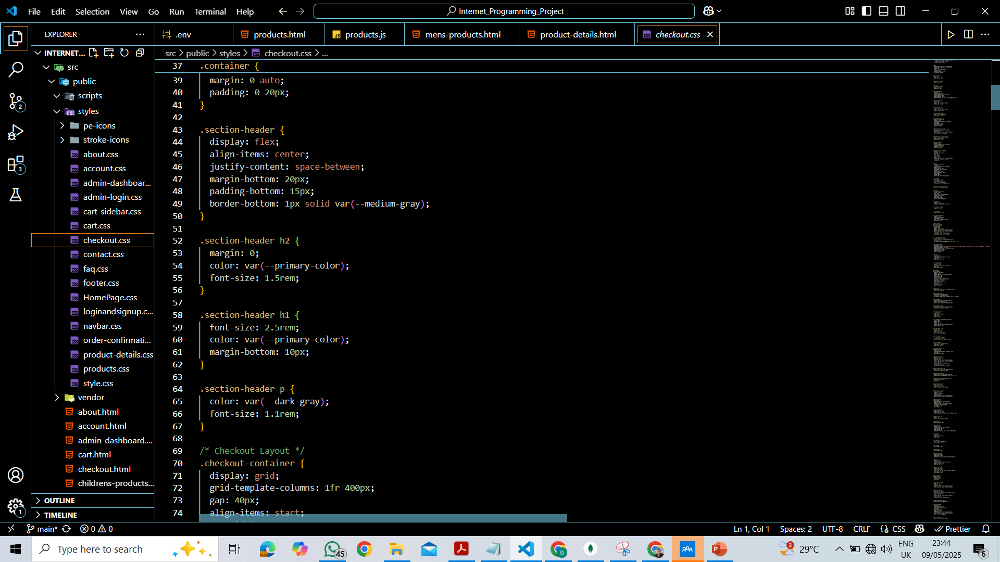 File Edit Selection View Go Run Terminal Help
Internet_Programming_Project
EXPLORER
.env
products.html
products.js
mens-products.html
product-details.html
checkout.css
INTERNET...
src > public > styles > checkout.css > ...
src
public
scripts
styles
pe-icons
stroke-icons
about.css
account.css
admin-dashboar...
admin-login.css
cart-sidebar.css
cart.css
checkout.css
contact.css
faq.css
footer.css
HomePage.css
loginandsignup.c...
navbar.css
order-confirmati...
product-details.css
products.css
style.css
vendor
about.html
account.html
admin-dashboard....
cart.html
checkout.html
childrens-products...
OUTLINE
TIMELINE
2
3
1
37 .container {
39 margin: 0 auto;
40 padding: 0 20px;
41 }
42
43 .section-header {
44 display: flex;
45 align-items: center;
46 justify-content: space-between;
47 margin-bottom: 20px;
48 padding-bottom: 15px;
49 border-bottom: 1px solid var(--medium-gray);
50 }
51
52 .section-header h2 {
53 margin: 0;
54 color: var(--primary-color);
55 font-size: 1.5rem;
56 }
57
58 .section-header h1 {
59 font-size: 2.5rem;
60 color: var(--primary-color);
61 margin-bottom: 10px;
62 }
63
64 .section-header p {
65 color: var(--dark-gray);
66 font-size: 1.1rem;
67 }
68
69 /* Checkout Layout */
70 .checkout-container {
71 display: grid;
72 grid-template-columns: 1fr 400px;
73 gap: 40px;
74 align-items: start;
main* 0 0
Ln 1, Col 1 Spaces: 2 UTF-8 CRLF {} CSS Prettier
Type here to search
45
3
29°C
ENG
UK
23:44
09/05/2025
6